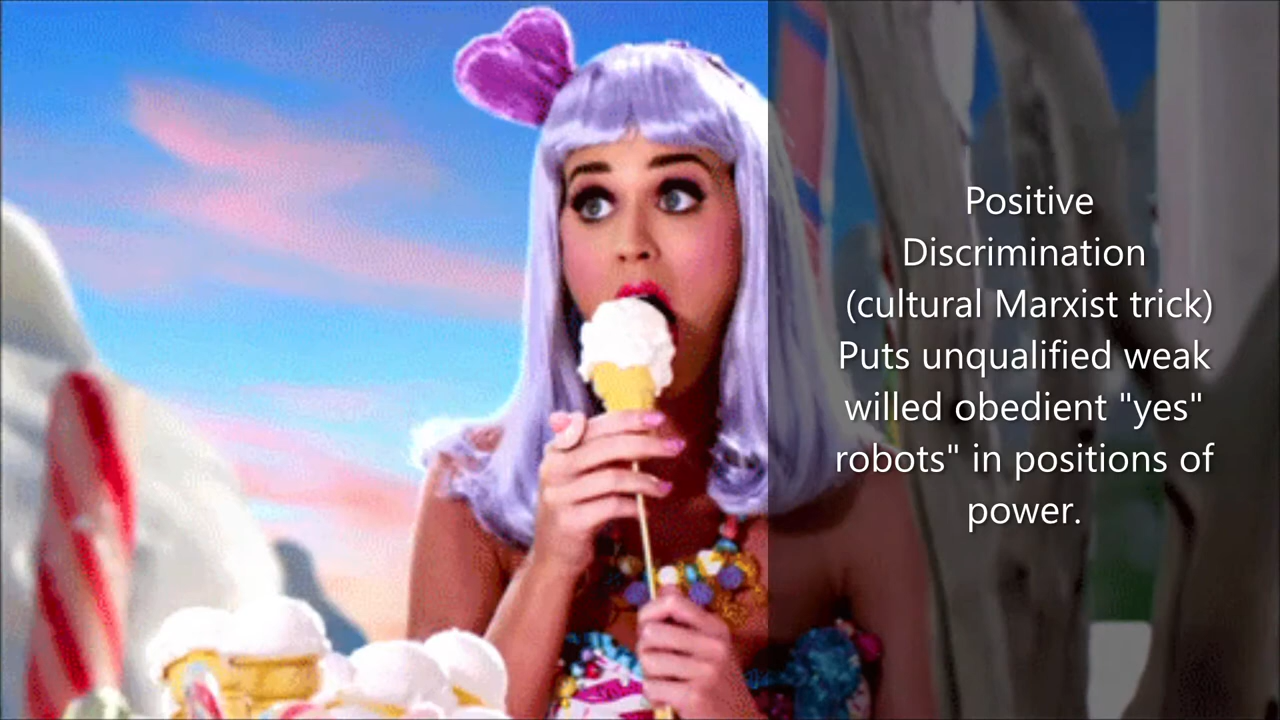 Positive
Discrimination
(cultural Marxist trick)
Puts unqualified weak
willed obedient "yes"
robots" in positions of
power.